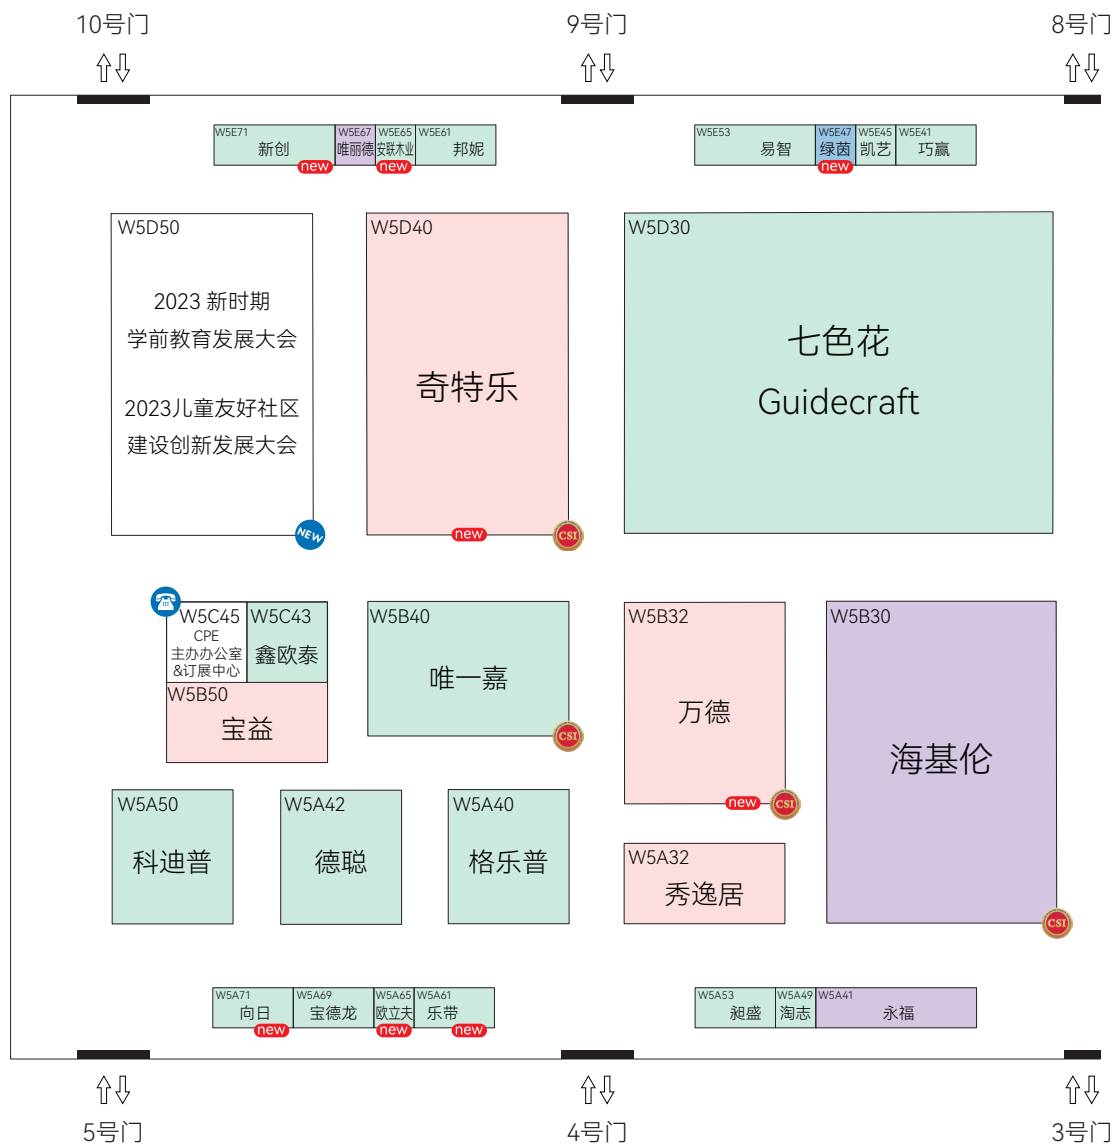 10号门
9号门
8号门
W5E71
新创
new
W5E67
唯丽德
W5E65
安联木业
new
W5E61
邦妮
W5E53
易智
W5E47
绿茵
new
W5E45
凯艺
W5E41
巧赢
W5D50
2023 新时期
学前教育发展大会
2023儿童友好社区
建设创新发展大会
NEW
W5D40
奇特乐
new
CSI
W5D30
七色花
Guidecraft
W5C45
CPE
主办办公室
&订展中心
W5C43
鑫欧泰
W5B50
宝益
W5B40
唯一嘉
CSI
W5B32
万德
new
CSI
W5B30
海基伦
CSI
W5A50
科迪普
W5A42
德聪
W5A40
格乐普
W5A32
秀逸居
W5A71
向日
new
W5A69
宝德龙
W5A65
欧立夫
new
W5A61
乐带
new
W5A53
昶盛
W5A49
淘志
W5A41
永福
5号门
4号门
3号门